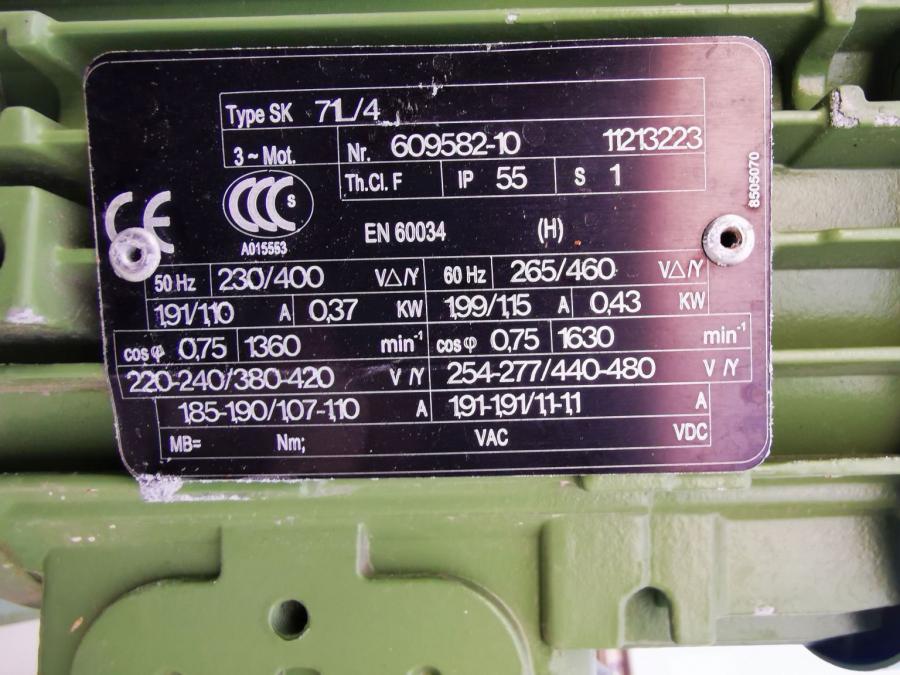 Type SK 71L/4
3 ~ Mot. Nr. 609582-10 11213223
Th.Cl. F IP 55 S 1
CE CCC S
A015553
EN 60034 (H)
8505070
50 Hz 230/400 V△/Y 60 Hz 265/460 V△/Y
1,91/1,10 A 0,37 KW 1,99/1,15 A 0,43 KW
cos φ 0,75 1360 min-1 cos φ 0,75 1630 min-1
220-240/380-420 V /Y 254-277/440-480 V /Y
1,85-1,90/1,07-1,10 A 1,91-1,91/1,1-1,1 A
MB= Nm; VAC VDC